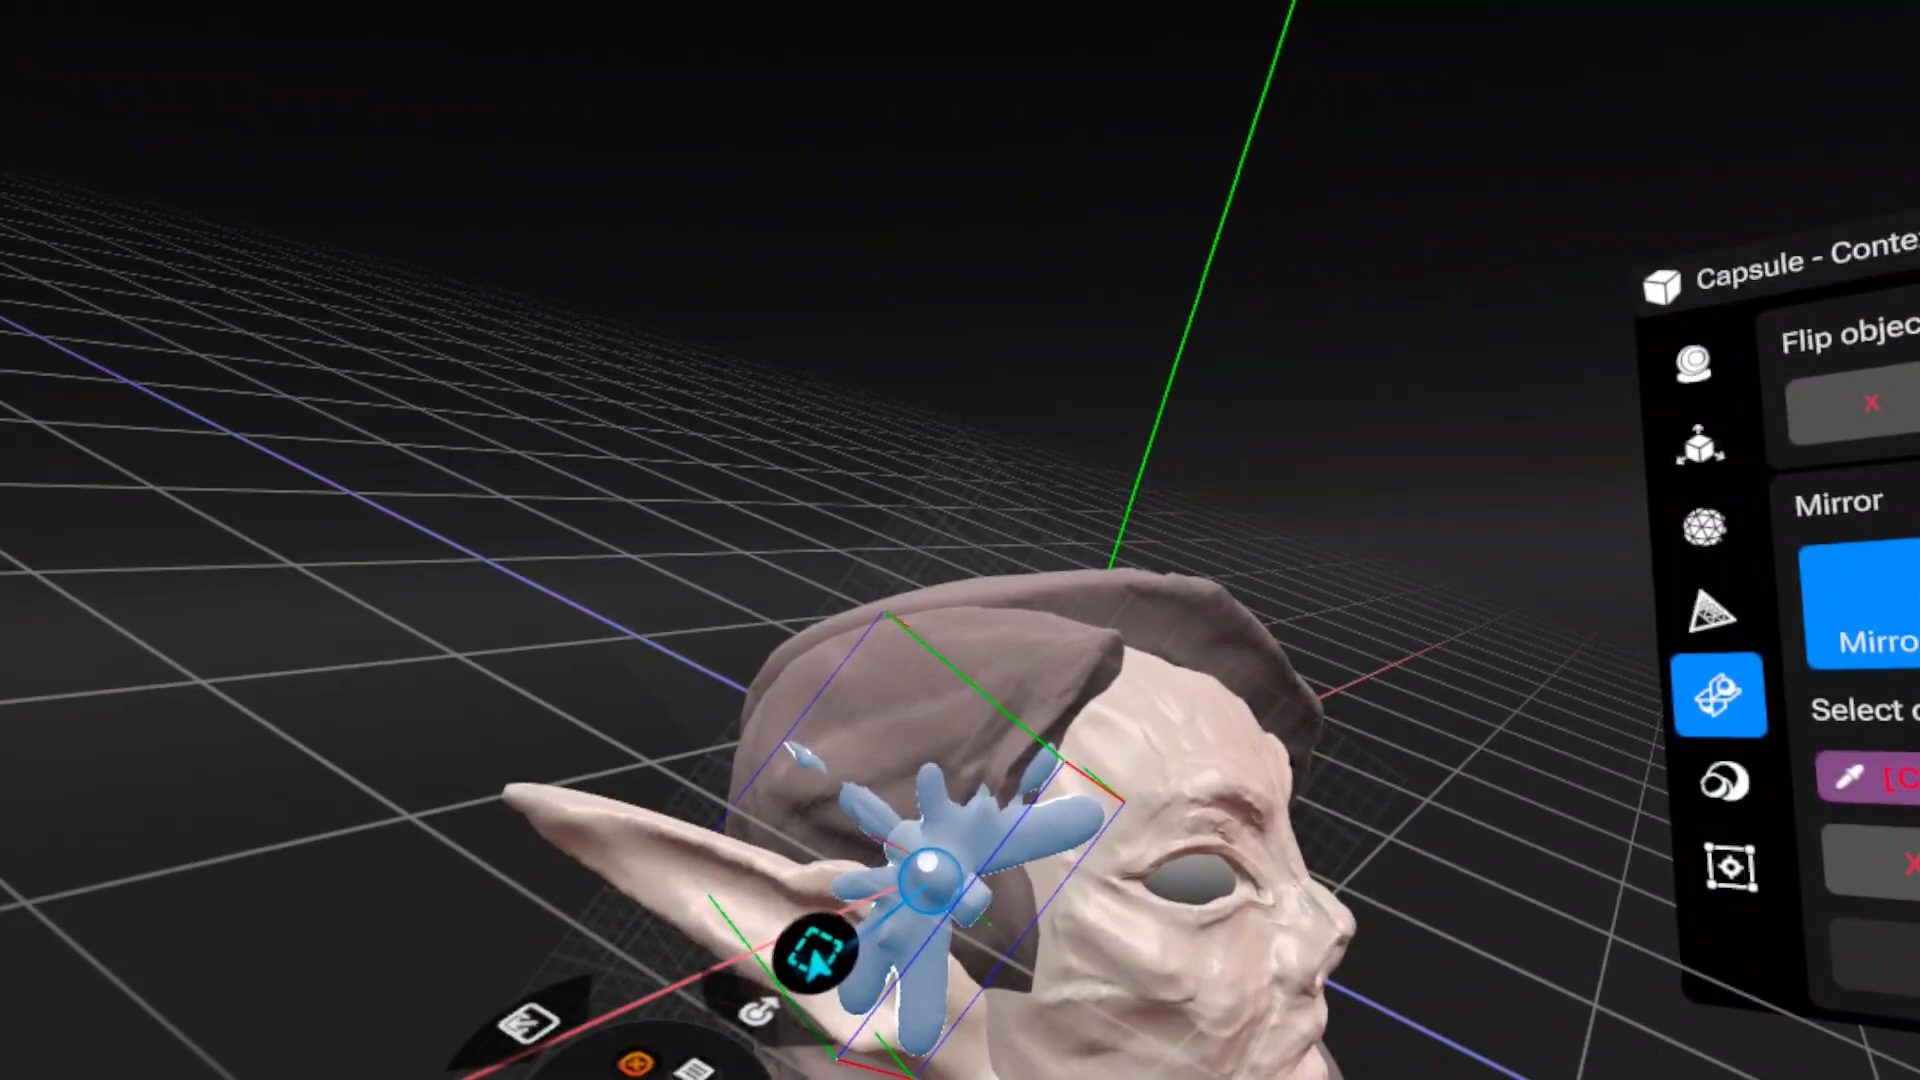 Capsule - Conte
Flip objec
X
Mirror
Mirro
Select
[C
X